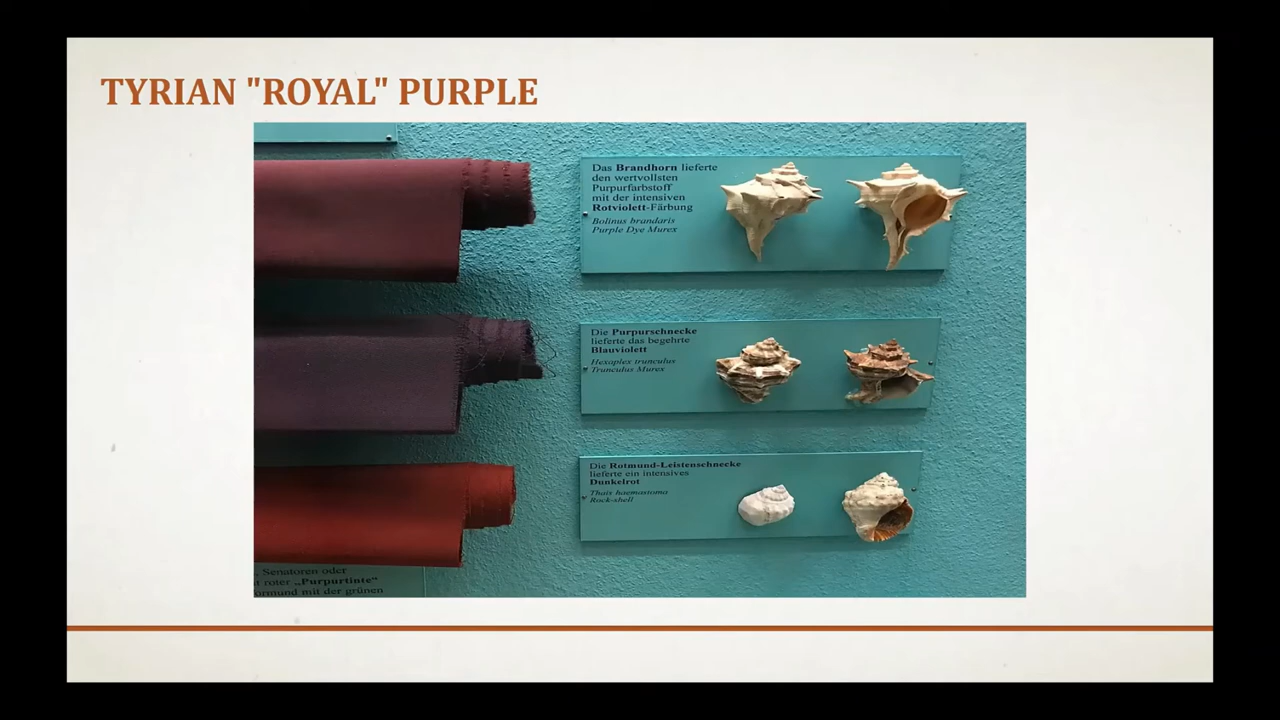 TYRIAN "ROYAL" PURPLE
Das Brandhorn lieferte
den wertvollsten
Purpurfarbstoff
mit der intensiven
Rotviolett-Färbung
Bolinus brandaris
Purple Dye Murex
Die Purpurschnecke
lieferte das begehrte
Blauviolett
Hexaplex trunculus
Trunculus Murex
Die Rotmund-Leistenschnecke
lieferte ein intensives
Dunkelrot
Thais haemastoma
Rock-shell
, Senatoren oder
roter „Purpurtinte“
ormund mit der grünen